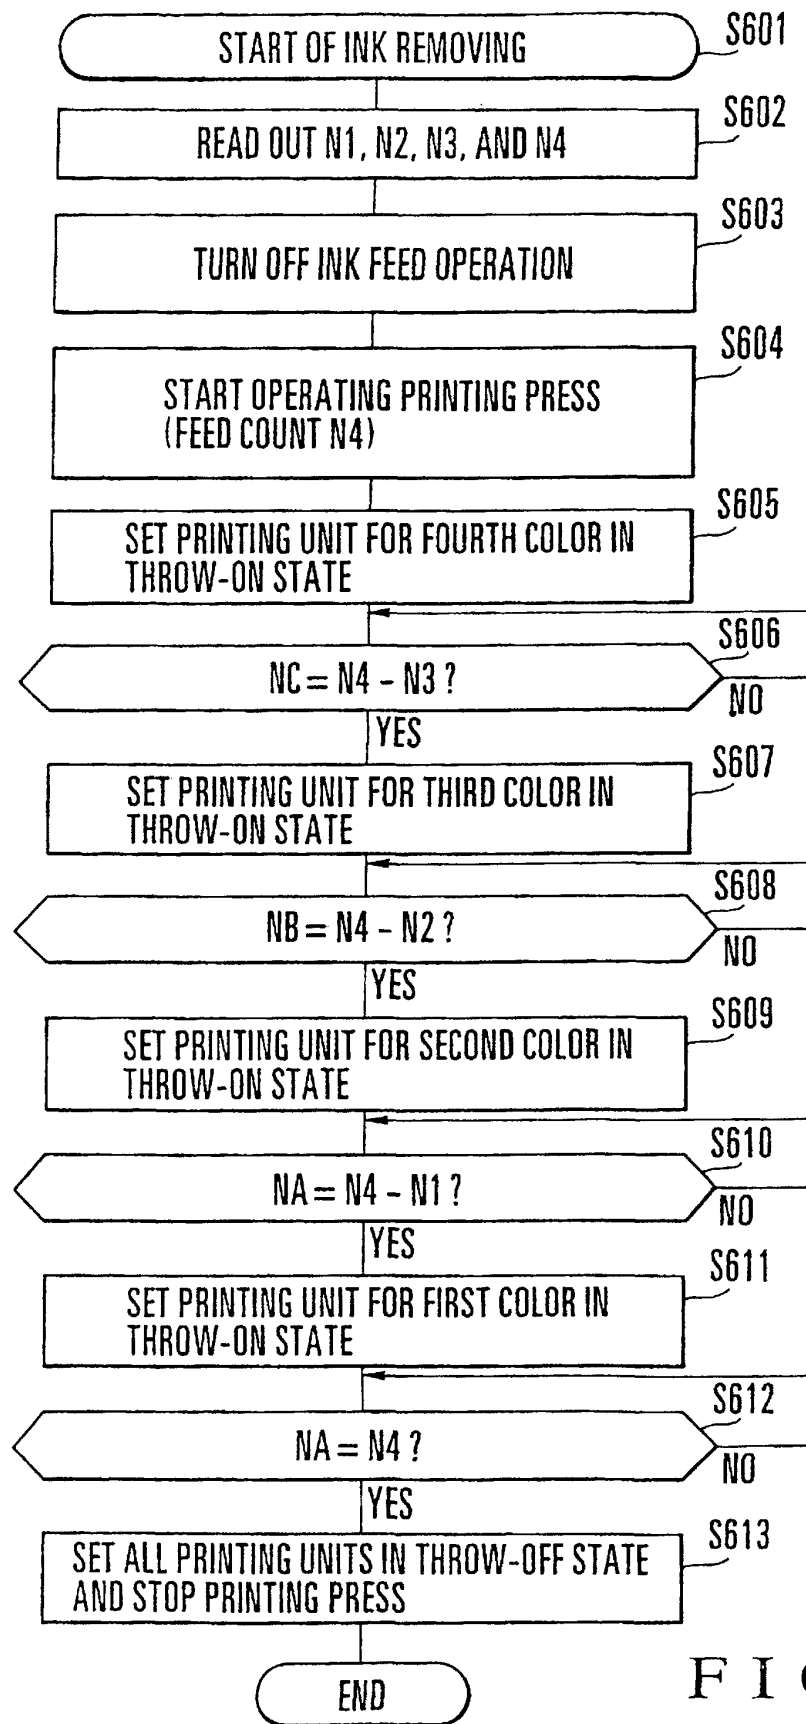 START OF INK REMOVING
S601
READ OUT N1, N2, N3, AND N4
S602
TURN OFF INK FEED OPERATION
S603
START OPERATING PRINTING PRESS
(FEED COUNT N4)
S604
SET PRINTING UNIT FOR FOURTH COLOR IN
THROW-ON STATE
S605
NC = N4 - N3 ?
S606
NO
YES
SET PRINTING UNIT FOR THIRD COLOR IN
THROW-ON STATE
S607
NB = N4 - N2 ?
S608
NO
YES
SET PRINTING UNIT FOR SECOND COLOR IN
THROW-ON STATE
S609
NA = N4 - N1 ?
S610
NO
YES
SET PRINTING UNIT FOR FIRST COLOR IN
THROW-ON STATE
S611
NA = N4 ?
S612
NO
YES
SET ALL PRINTING UNITS IN THROW-OFF STATE
AND STOP PRINTING PRESS
S613
END